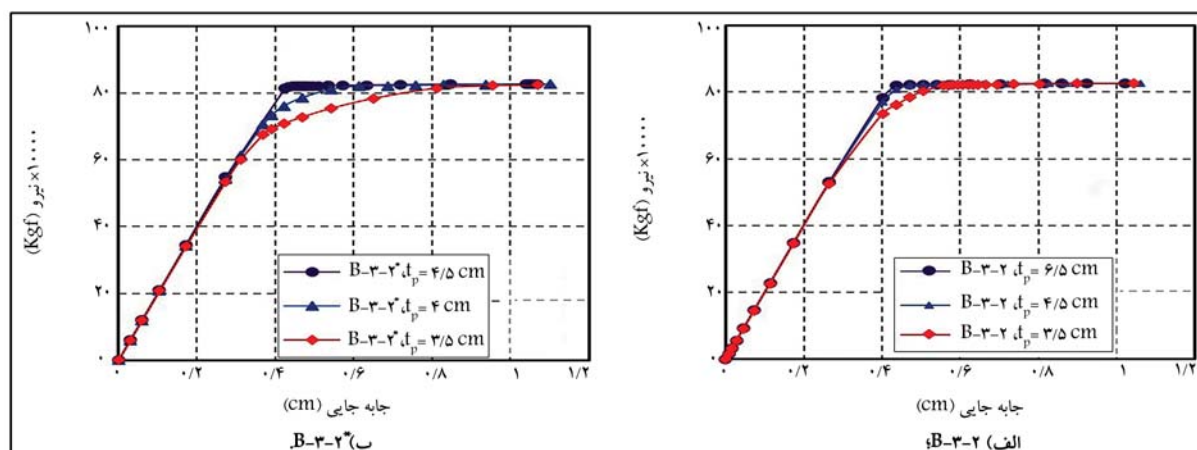 ۱۰۰
۸۰
۶۰
۴۰
۲۰
۰
نیرو ×۱۰۰۰۰ (Kgf)
B-۳-۲ ،tp= ۶/۵ cm
B-۳-۲ ،tp= ۴/۵ cm
B-۳-۲ ،tp= ۳/۵ cm
۰ ۰/۲ ۰/۴ ۰/۶ ۰/۸ ۱ ۱/۲
جابه جایی (cm)
الف) B-۳-۲؛
۱۰۰
۸۰
۶۰
۴۰
۲۰
۰
نیرو ×۱۰۰۰۰ (Kgf)
B-۳-۲*،tp= ۴/۵ cm
B-۳-۲*،tp= ۴ cm
B-۳-۲*،tp= ۳/۵ cm
۰ ۰/۲ ۰/۴ ۰/۶ ۰/۸ ۱ ۱/۲
جابه جایی (cm)
ب) B-۳-۲*.